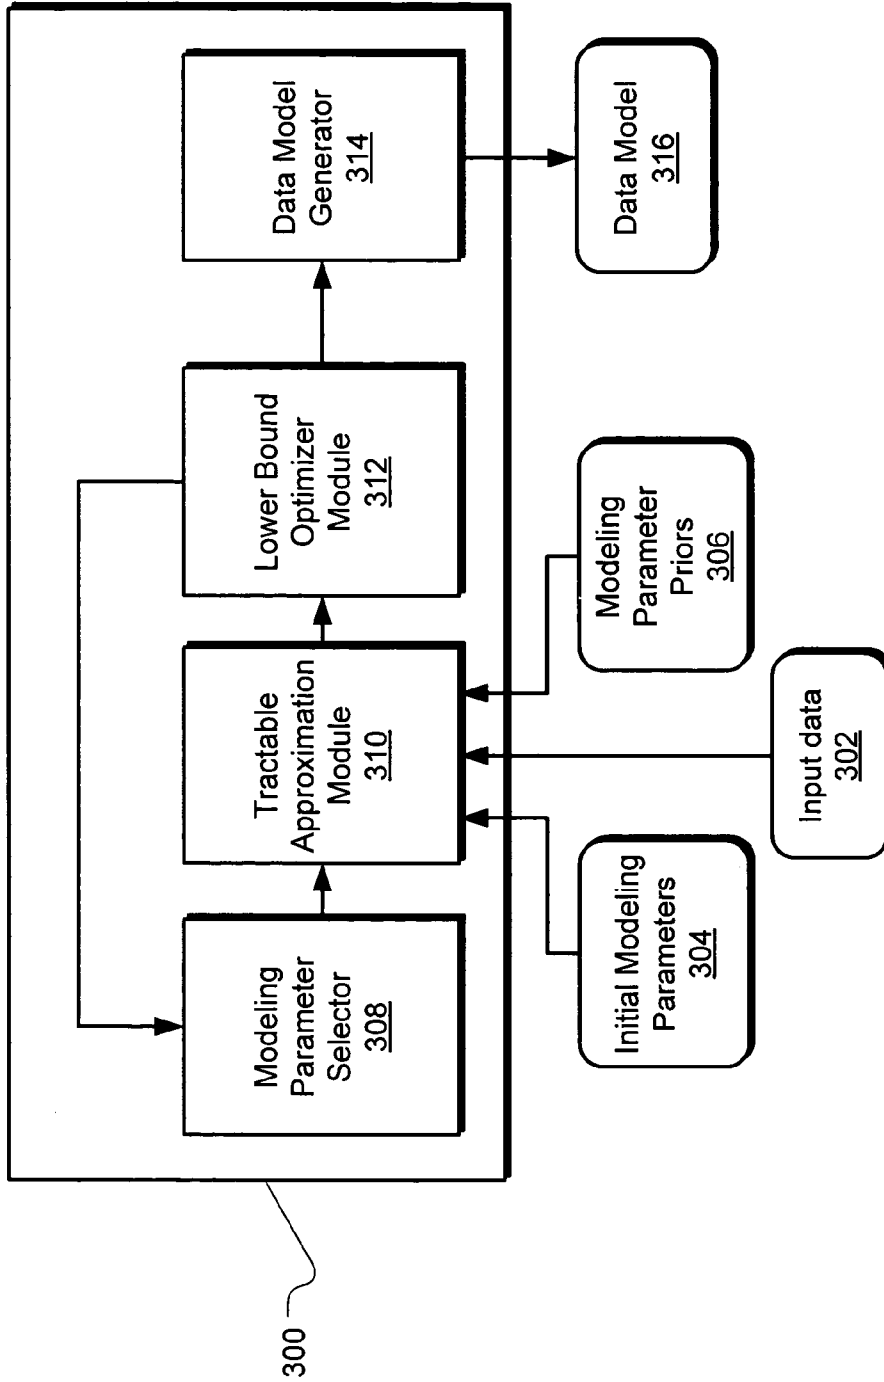 300
Modeling
Parameter
Selector
308
Tractable
Approximation
Module
310
Lower Bound
Optimizer
Module
312
Data Model
Generator
314
Initial Modeling
Parameters
304
Input data
302
Modeling
Parameter
Priors
306
Data Model
316